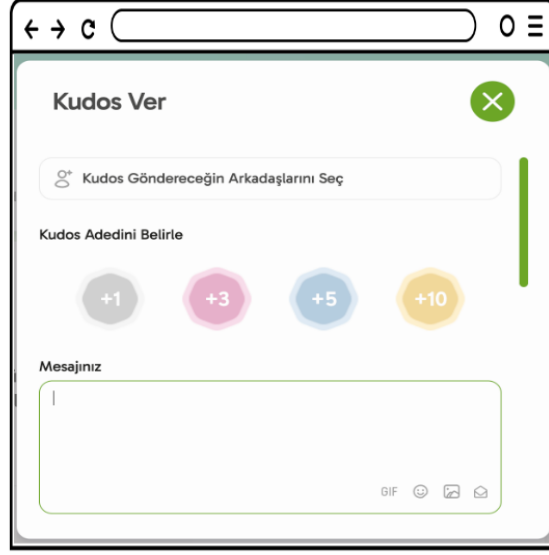 Kudos Ver
Kudos Göndereceğin Arkadaşlarını Seç
Kudos Adedini Belirle
+1 +3 +5 +10
Mesajınız
GIF